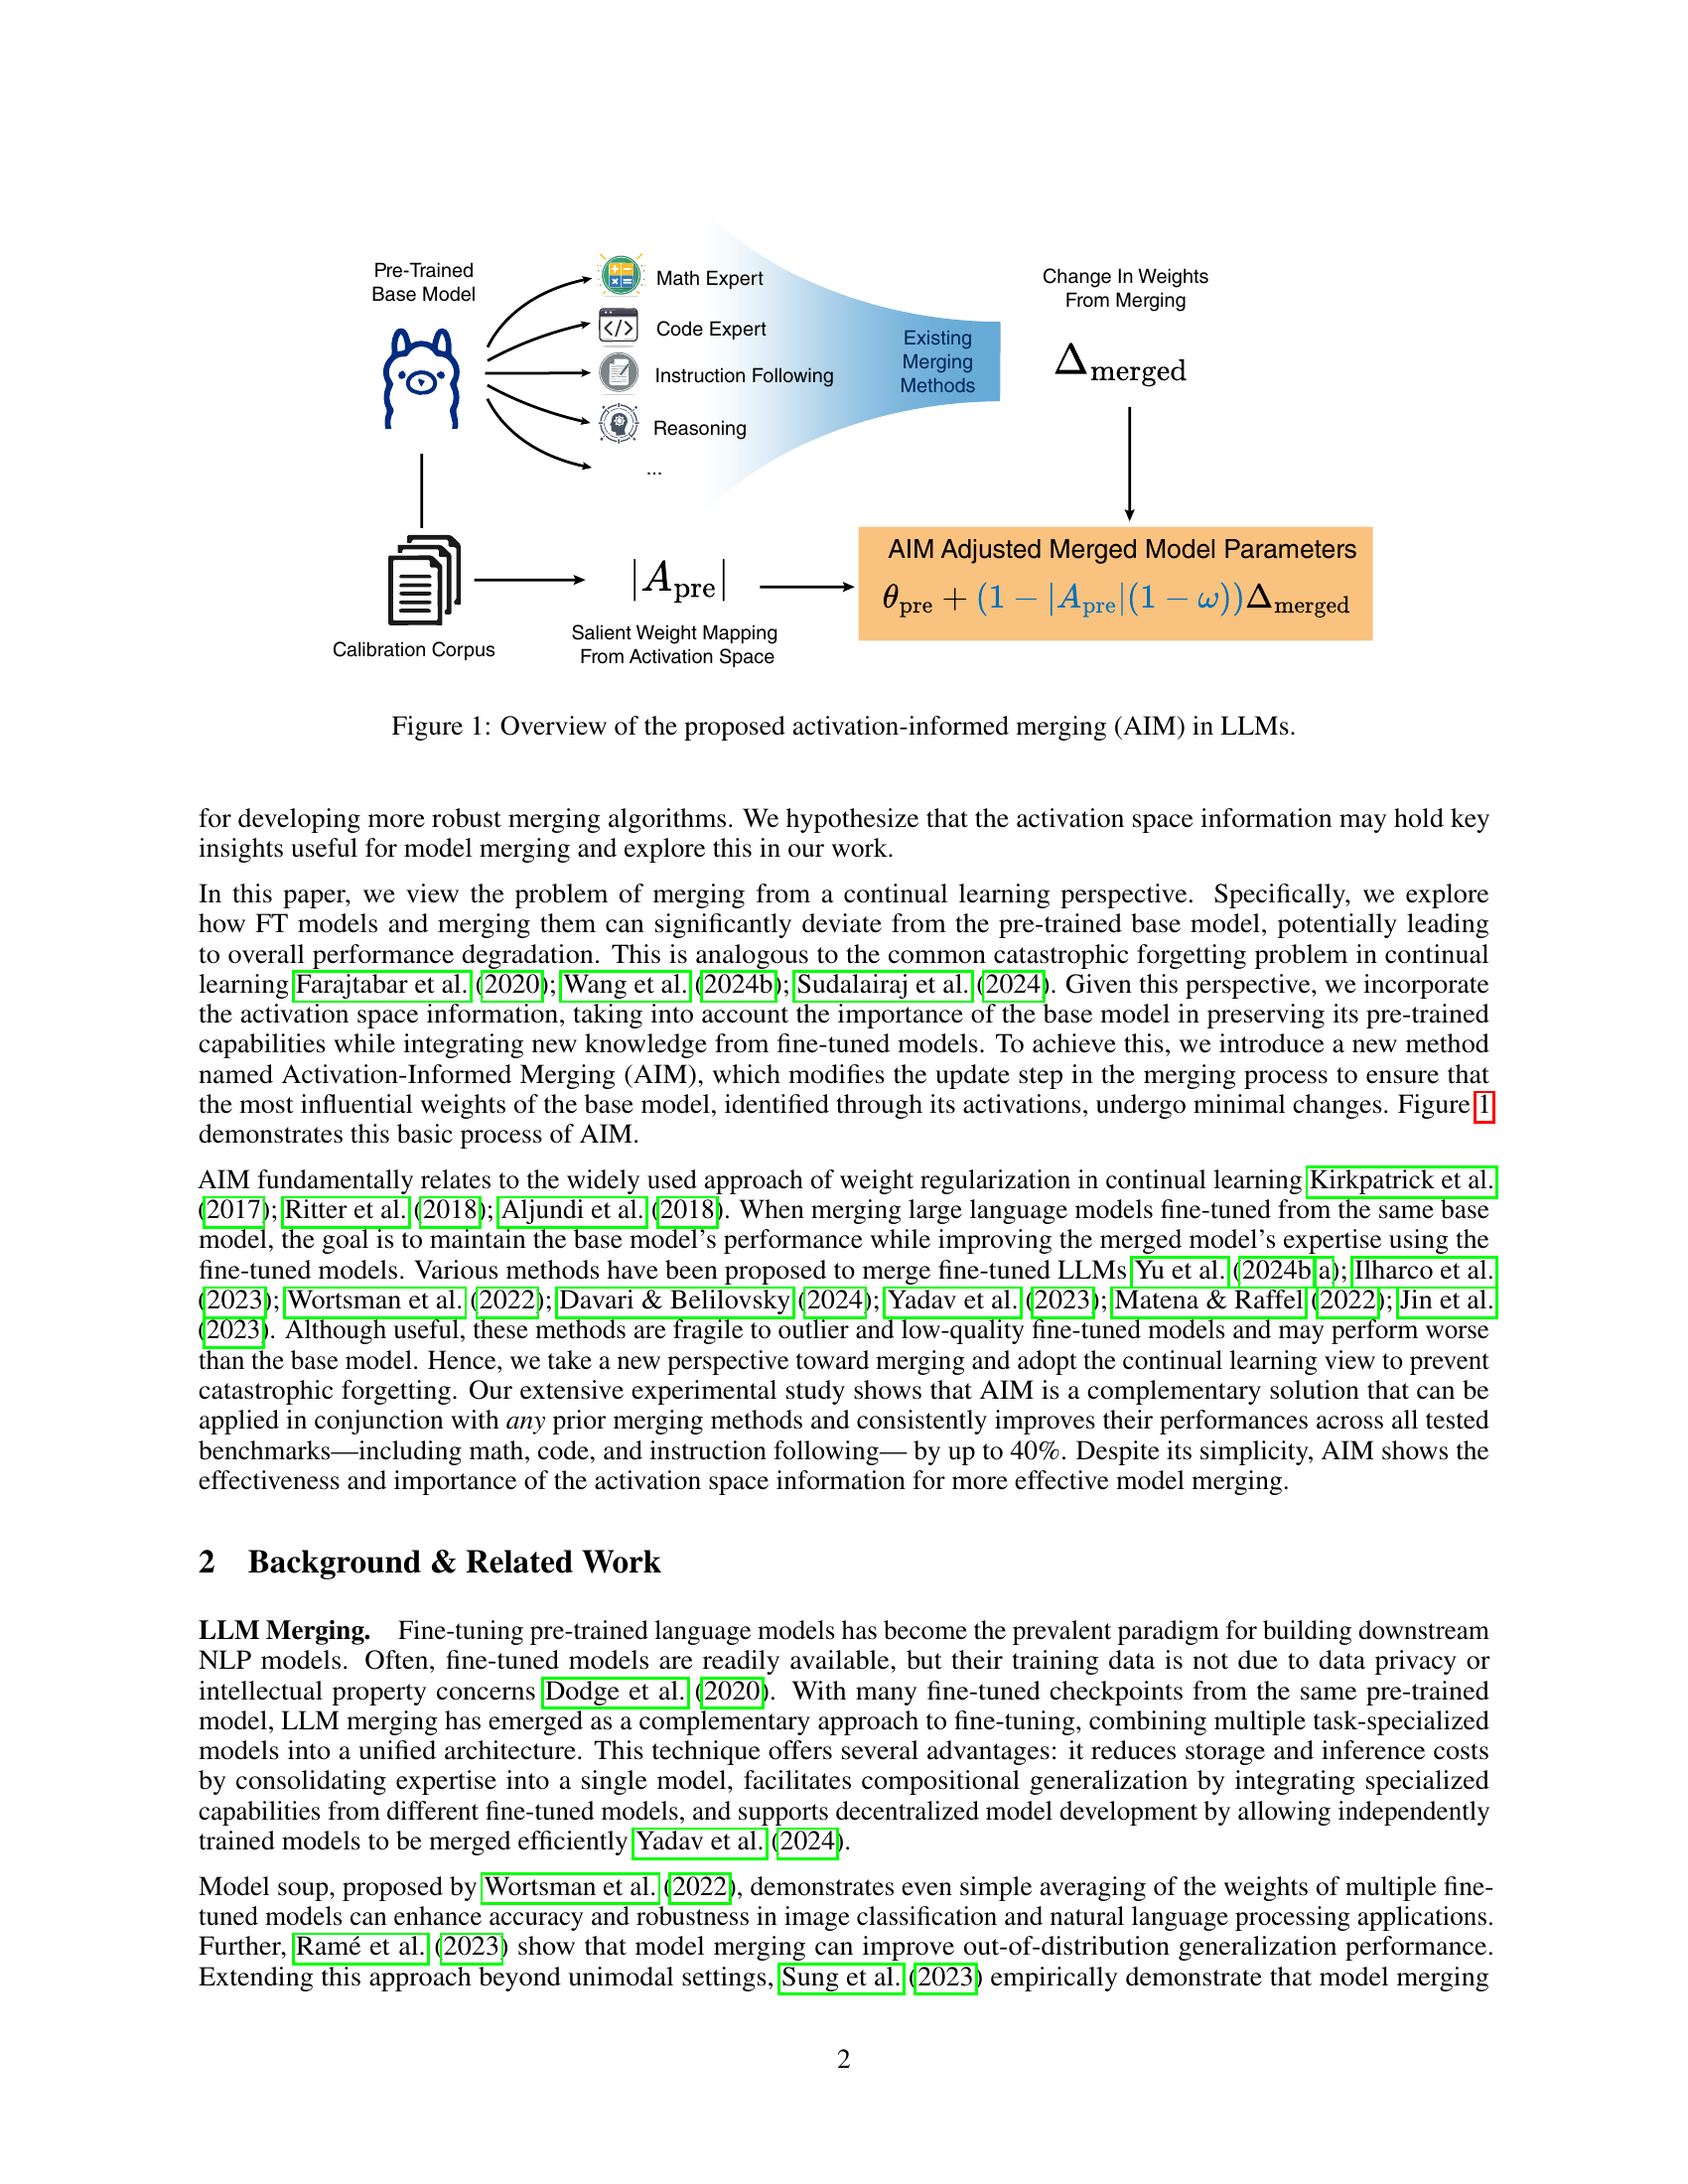 Pre-Trained
Base Model
Math Expert
Code Expert
Instruction Following
Reasoning
...
Existing
Merging
Methods
Change In Weights
From Merging
Δmerged
Calibration Corpus
|Apre|
Salient Weight Mapping
From Activation Space
AIM Adjusted Merged Model Parameters
θpre + (1 − |Apre|(1 − ω))Δmerged
Figure 1: Overview of the proposed activation-informed merging (AIM) in LLMs.
for developing more robust merging algorithms. We hypothesize that the activation space information may hold key
insights useful for model merging and explore this in our work.
In this paper, we view the problem of merging from a continual learning perspective. Specifically, we explore
how FT models and merging them can significantly deviate from the pre-trained base model, potentially leading
to overall performance degradation. This is analogous to the common catastrophic forgetting problem in continual
learning Farajtabar et al. (2020); Wang et al. (2024b); Sudalairaj et al. (2024). Given this perspective, we incorporate
the activation space information, taking into account the importance of the base model in preserving its pre-trained
capabilities while integrating new knowledge from fine-tuned models. To achieve this, we introduce a new method
named Activation-Informed Merging (AIM), which modifies the update step in the merging process to ensure that
the most influential weights of the base model, identified through its activations, undergo minimal changes. Figure 1
demonstrates this basic process of AIM.
AIM fundamentally relates to the widely used approach of weight regularization in continual learning Kirkpatrick et al.
(2017); Ritter et al. (2018); Aljundi et al. (2018). When merging large language models fine-tuned from the same base
model, the goal is to maintain the base model's performance while improving the merged model's expertise using the
fine-tuned models. Various methods have been proposed to merge fine-tuned LLMs Yu et al. (2024b,a); Ilharco et al.
(2023); Wortsman et al. (2022); Davari & Belilovsky (2024); Yadav et al. (2023); Matena & Raffel (2022); Jin et al.
(2023). Although useful, these methods are fragile to outlier and low-quality fine-tuned models and may perform worse
than the base model. Hence, we take a new perspective toward merging and adopt the continual learning view to prevent
catastrophic forgetting. Our extensive experimental study shows that AIM is a complementary solution that can be
applied in conjunction with any prior merging methods and consistently improves their performances across all tested
benchmarks—including math, code, and instruction following— by up to 40%. Despite its simplicity, AIM shows the
effectiveness and importance of the activation space information for more effective model merging.
2 Background & Related Work
LLM Merging. Fine-tuning pre-trained language models has become the prevalent paradigm for building downstream
NLP models. Often, fine-tuned models are readily available, but their training data is not due to data privacy or
intellectual property concerns Dodge et al. (2020). With many fine-tuned checkpoints from the same pre-trained
model, LLM merging has emerged as a complementary approach to fine-tuning, combining multiple task-specialized
models into a unified architecture. This technique offers several advantages: it reduces storage and inference costs
by consolidating expertise into a single model, facilitates compositional generalization by integrating specialized
capabilities from different fine-tuned models, and supports decentralized model development by allowing independently
trained models to be merged efficiently Yadav et al. (2024).
Model soup, proposed by Wortsman et al. (2022), demonstrates even simple averaging of the weights of multiple fine-
tuned models can enhance accuracy and robustness in image classification and natural language processing applications.
Further, Ramé et al. (2023) show that model merging can improve out-of-distribution generalization performance.
Extending this approach beyond unimodal settings, Sung et al. (2023) empirically demonstrate that model merging
2